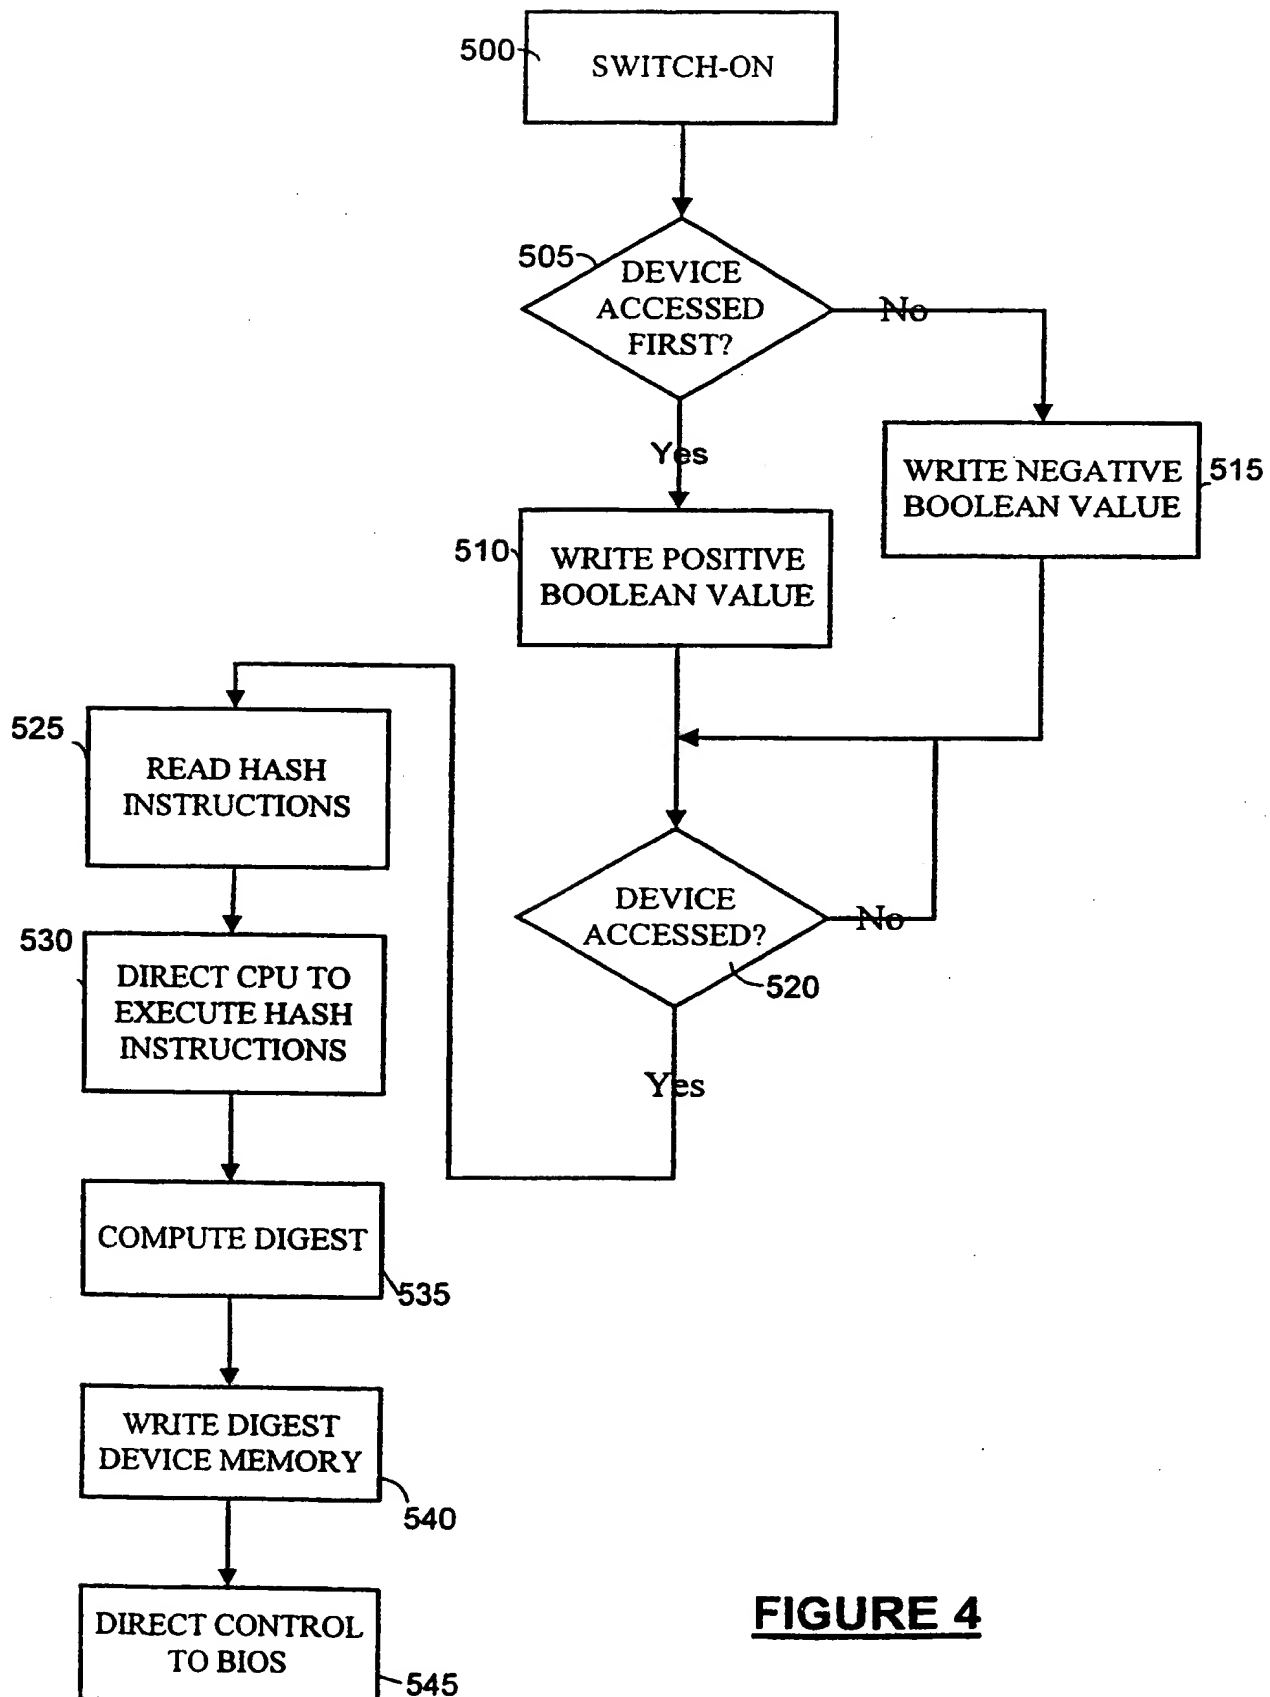 500
SWITCH-ON
505
DEVICE
ACCESSED
FIRST?
No
Yes
WRITE NEGATIVE
BOOLEAN VALUE
515
510
WRITE POSITIVE
BOOLEAN VALUE
525
READ HASH
INSTRUCTIONS
DEVICE
ACCESSED?
No
520
Yes
530
DIRECT CPU TO
EXECUTE HASH
INSTRUCTIONS
COMPUTE DIGEST
535
WRITE DIGEST
DEVICE MEMORY
540
DIRECT CONTROL
TO BIOS
545
FIGURE 4